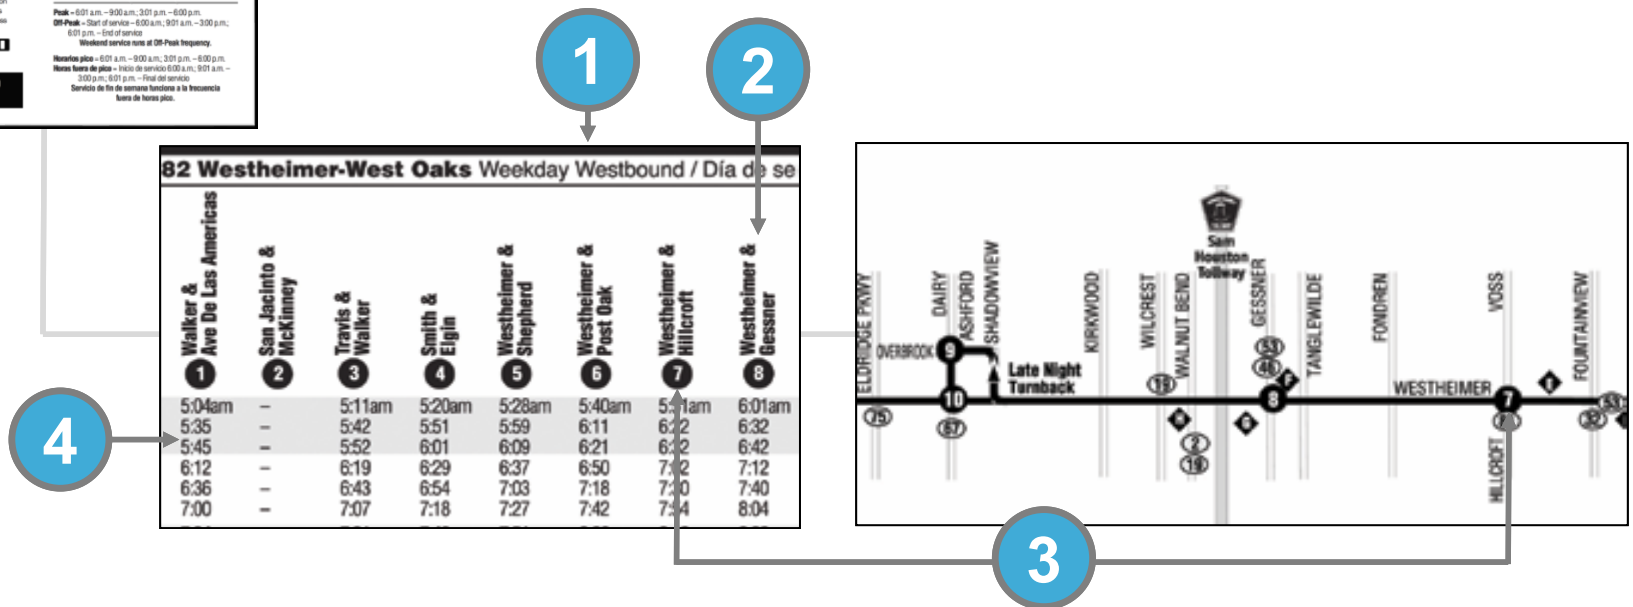 Peak – 6:01 a.m. – 9:00 a.m.; 3:01 p.m. – 6:00 p.m.
Off-Peak – Start of service – 6:00 a.m.; 9:01 a.m. – 3:00 p.m.;
6:01 p.m. – End of service
Weekend service runs at Off-Peak frequency.
Horarios pico – 6:01 a.m. – 9:00 a.m.; 3:01 p.m. – 6:00 p.m.
Horas fuera de pico – Inicio de servicio 6:00 a.m.; 9:01 a.m. –
3:00 p.m.; 6:01 p.m. – Final del servicio
Servicio de fin de semana funciona a la frecuencia
fuera de horas pico.
1
2
82 Westheimer-West Oaks Weekday Westbound / Día de se
Walker &
Ave De Las Americas
San Jacinto &
McKinney
Travis &
Walker
Smith &
Elgin
Westheimer &
Shepherd
Westheimer &
Post Oak
Westheimer &
Hillcroft
Westheimer &
Gessner
1 2 3 4 5 6 7 8
5:04am – 5:11am 5:20am 5:28am 5:40am 6:01am
5:35 – 5:42 5:51 5:59 6:11 6:32
5:45 – 5:52 6:01 6:09 6:21 6:42
6:12 – 6:19 6:29 6:37 6:50 7:12
6:36 – 6:43 6:54 7:03 7:18 7:40
7:00 – 7:07 7:18 7:27 7:42 8:04
4
Sam
Houston
Tollway
ELDRIDGE PKWY
DAIRY
ASHFORD
SHADOWVIEW
KIRKWOOD
WILCREST
WALNUT BEND
GESSNER
TANGLEWILDE
FONDREN
VOSS
FOUNTAINVIEW
OVERBROOK
9
Late Night
Turnback
53
46
19
WESTHEIMER
10
8
7
75
67
2
19
32
53
HILLCROFT
3